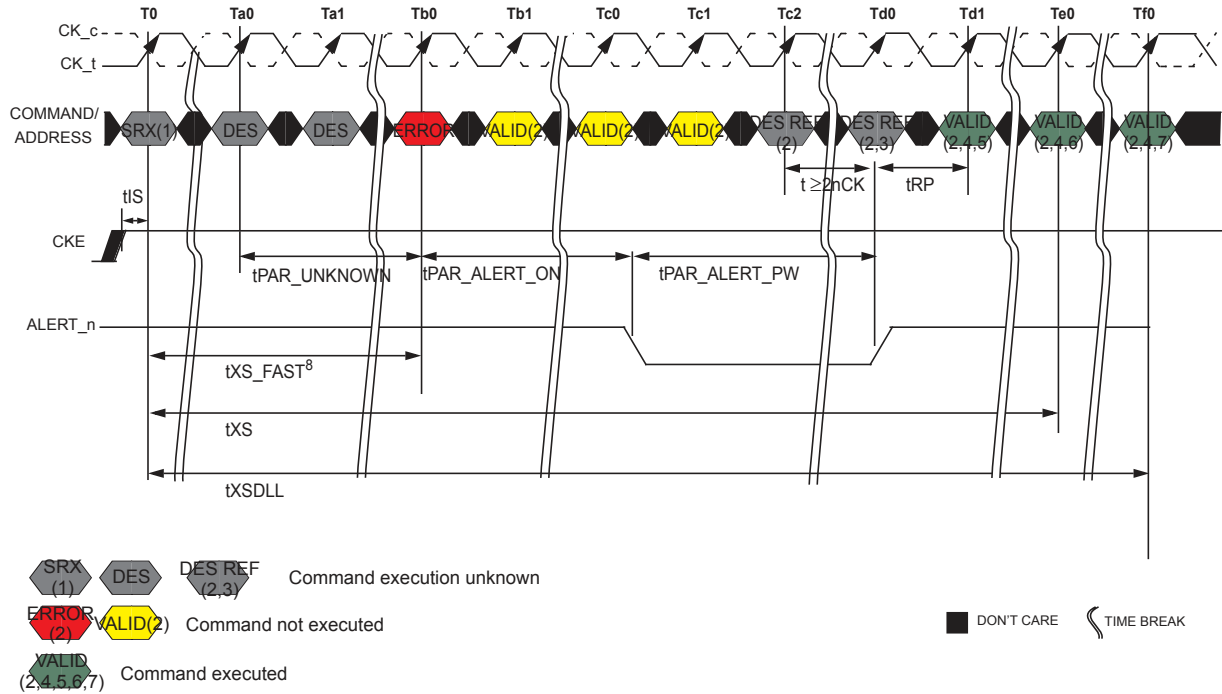 T0 Ta0 Ta1 Tb0 Tb1 Tc0 Tc1 Tc2 Td0 Td1 Te0 Tf0
CK_c
CK_t
COMMAND/
ADDRESS
SRX(1) DES DES ERROR VALID(2 VALID(2 VALID(2 DES REF
(2) DES REF
(2,3) VALID
(2,4,5) VALID
(2,4,6) VALID
(2,4,7)
t ≥2nCK tRP
tIS
CKE
tPAR_UNKNOWN tPAR_ALERT_ON tPAR_ALERT_PW
ALERT_n
tXS_FAST8
tXS
tXSDLL
SRX
(1) DES DES REF
(2,3) Command execution unknown
ERROR
(2) VALID(2) Command not executed
DON'T CARE TIME BREAK
VALID
(2,4,5,6,7) Command executed